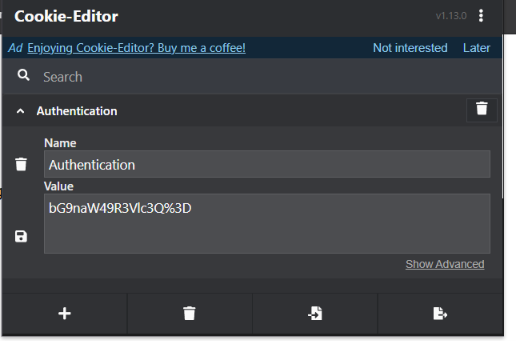 Cookie-Editor v1.13.0
Ad Enjoying Cookie-Editor? Buy me a coffee! Not interested Later
Search
Authentication
Name
Authentication
Value
bG9naW49R3Vlc3Q%3D
Show Advanced